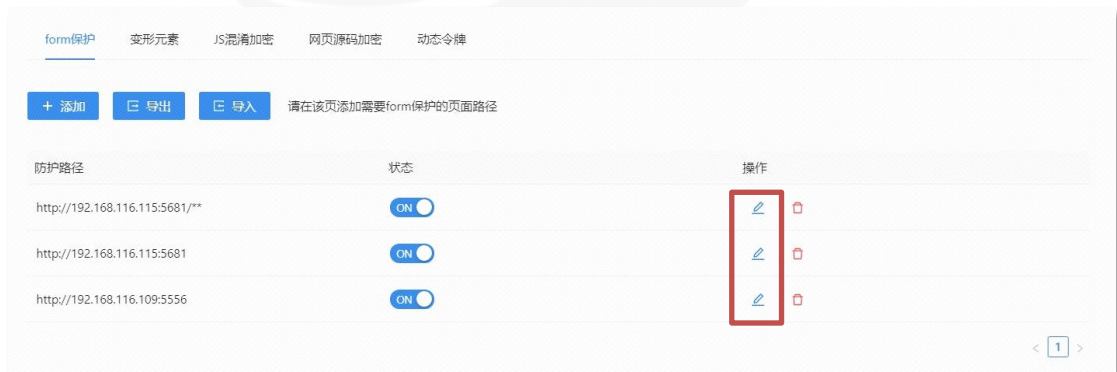 form保护 变形元素 JS混淆加密 网页源码加密 动态令牌
+ 添加 导出 导入 请在该页添加需要form保护的页面路径
防护路径 状态 操作
http://192.168.116.115:5681/** ON
http://192.168.116.115:5681 ON
http://192.168.116.109:5556 ON
< 1 >